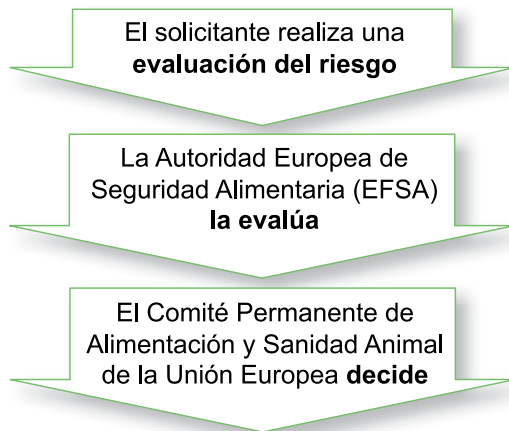 El solicitante realiza una
evaluación del riesgo
La Autoridad Europea de
Seguridad Alimentaria (EFSA)
la evalúa
El Comité Permanente de
Alimentación y Sanidad Animal
de la Unión Europea decide